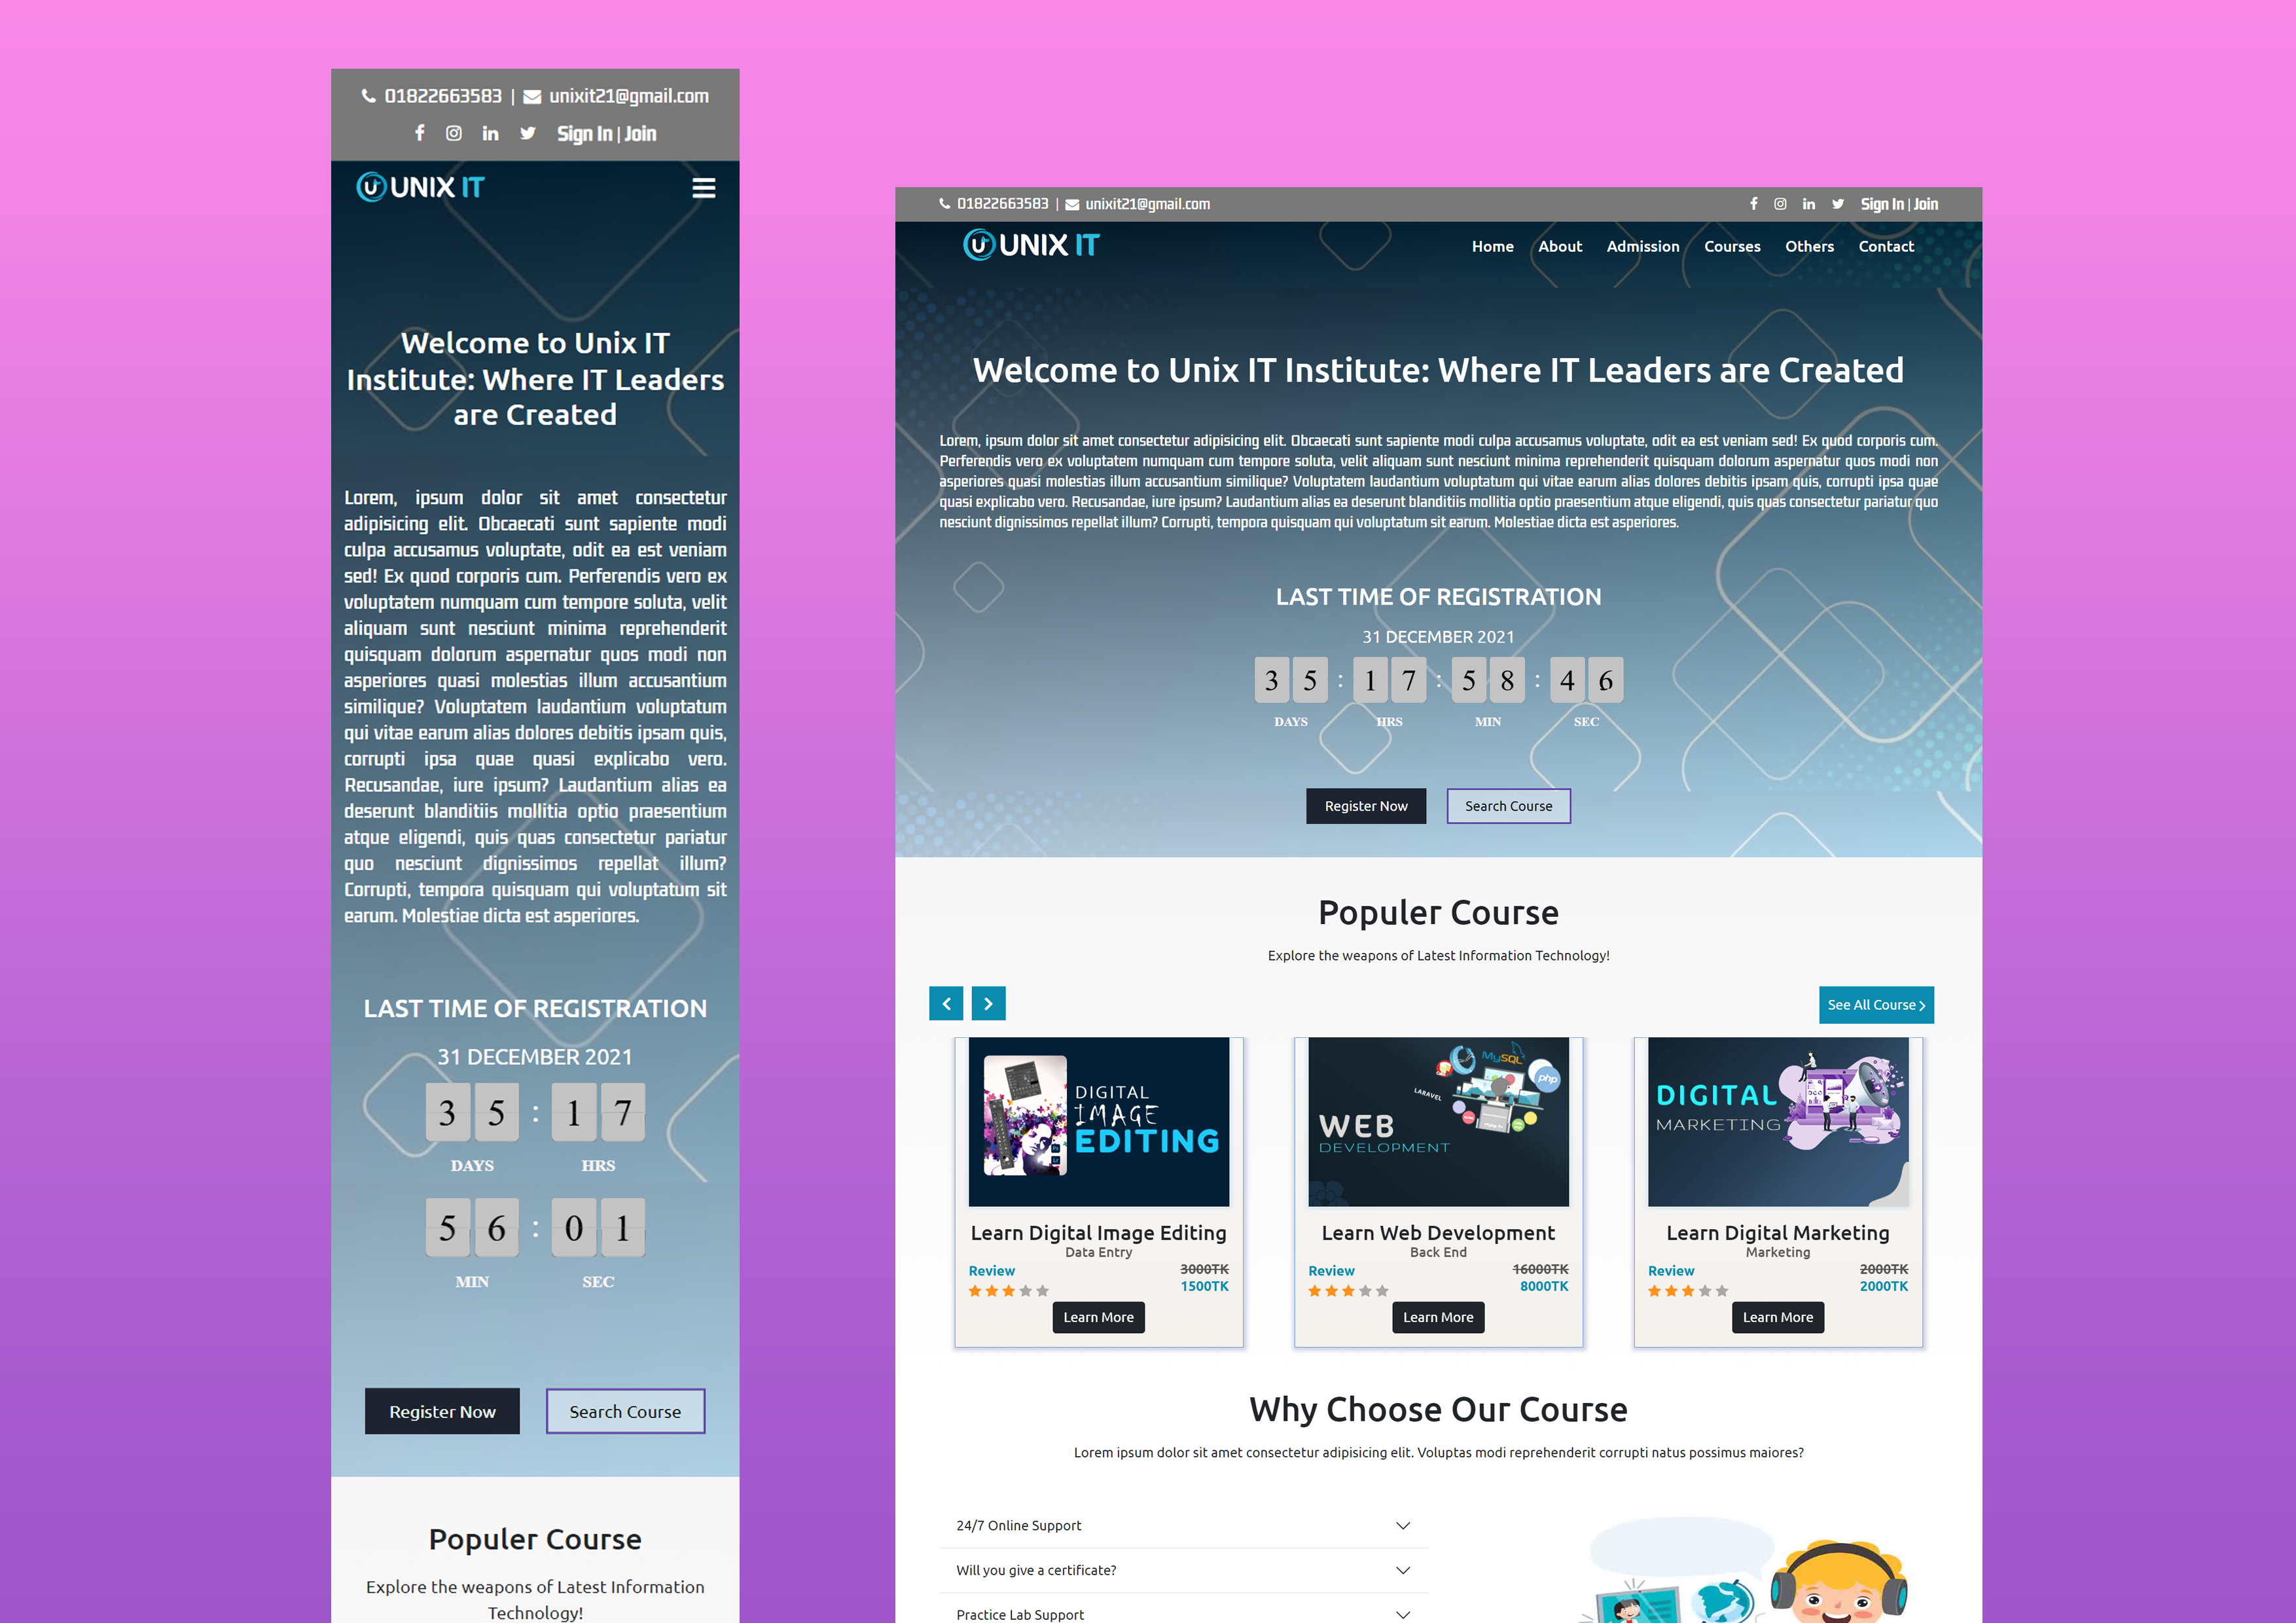 01822663583 | unixit21@gmail.com
Sign In | Join
UNIX IT
Welcome to Unix IT
Institute: Where IT Leaders
are Created
Lorem, ipsum dolor sit amet consectetur
adipisicing elit. Obcaecati sunt sapiente modi
culpa accusamus voluptate, odit ea est veniam
sed! Ex quod corporis cum. Perferendis vero ex
voluptatem numquam cum tempore soluta, velit
aliquam sunt nesciunt minima reprehenderit
quisquam dolorum aspernatur quos modi non
asperiores quasi molestias illum accusantium
similique? Voluptatem laudantium voluptatum
qui vitae earum alias dolores debitis ipsam quis,
corrupti ipsa quae quasi explicabo vero.
Recusandae, iure ipsum? Laudantium alias ea
deserunt blanditiis mollitia optio praesentium
atque eligendi, quis quas consectetur pariatur
quo nesciunt dignissimos repellat illum?
Corrupti, tempora quisquam qui voluptatum sit
earum. Molestiae dicta est asperiores.
LAST TIME OF REGISTRATION
31 DECEMBER 2021
3 5 : 1 7
DAYS HRS
5 6 : 0 1
MIN SEC
Register Now Search Course
Populer Course
Explore the weapons of Latest Information
Technology!
01822663583 | unixit21@gmail.com Sign In | Join
UNIX IT Home About Admission Courses Others Contact
Welcome to Unix IT Institute: Where IT Leaders are Created
Lorem, ipsum dolor sit amet consectetur adipisicing elit. Obcaecati sunt sapiente modi culpa accusamus voluptate, odit ea est veniam sed! Ex quod corporis cum.
Perferendis vero ex voluptatem numquam cum tempore soluta, velit aliquam sunt nesciunt minima reprehenderit quisquam dolorum aspernatur quos modi non
asperiores quasi molestias illum accusantium similique? Voluptatem laudantium voluptatum qui vitae earum alias dolores debitis ipsam quis, corrupti ipsa quae
quasi explicabo vero. Recusandae, iure ipsum? Laudantium alias ea deserunt blanditiis mollitia optio praesentium atque eligendi, quis quas consectetur pariatur quo
nesciunt dignissimos repellat illum? Corrupti, tempora quisquam qui voluptatum sit earum. Molestiae dicta est asperiores.
LAST TIME OF REGISTRATION
31 DECEMBER 2021
3 5 : 1 7 : 5 8 : 4 6
DAYS HRS MIN SEC
Register Now Search Course
Populer Course
Explore the weapons of Latest Information Technology!
See All Course
DIGITAL
IMAGE
EDITING
Learn Digital Image Editing
Data Entry
Review 3000TK
1500TK
Learn More
MySQL
php
LARAVEL
WEB
DEVELOPMENT
Learn Web Development
Back End
Review 16000TK
8000TK
Learn More
DIGITAL
MARKETING
Learn Digital Marketing
Marketing
Review 2000TK
2000TK
Learn More
Why Choose Our Course
Lorem ipsum dolor sit amet consectetur adipisicing elit. Voluptas modi reprehenderit corrupti natus possimus maiores?
24/7 Online Support
Will you give a certificate?
Practice Lab Support